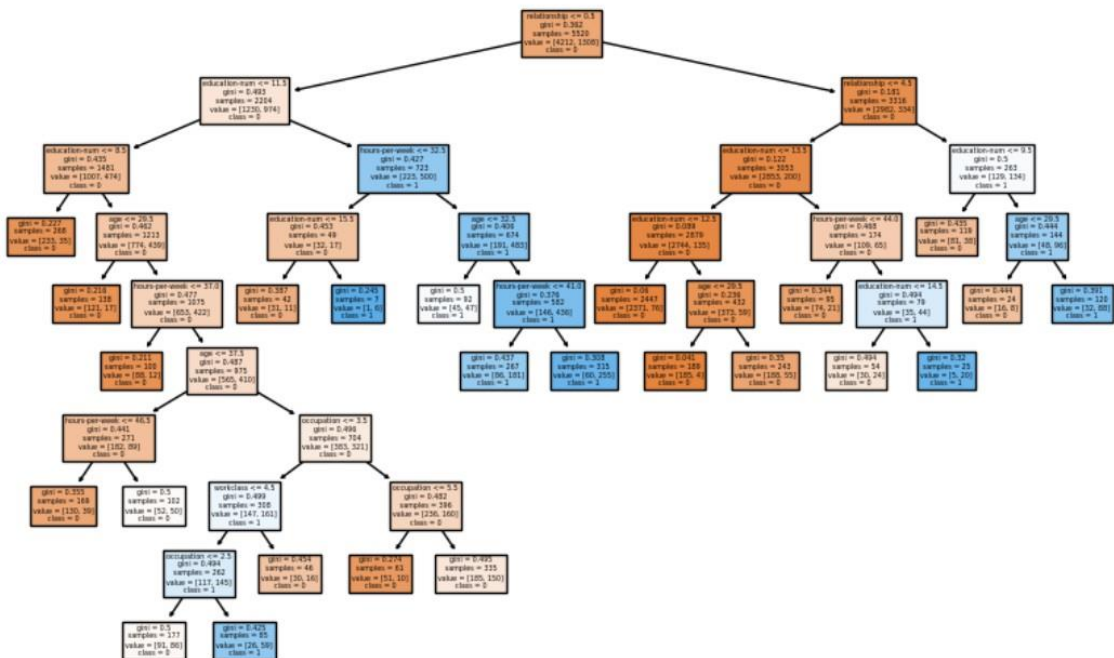 relationship <= 0.5
gini = 0.362
samples = 5520
value = [4212, 1308]
class = 0
education-num <= 11.5
gini = 0.493
samples = 2204
value = [1230, 974]
class = 0
relationship <= 4.5
gini = 0.181
samples = 3316
value = [2982, 334]
class = 0
education-num <= 8.5
gini = 0.435
samples = 1481
value = [1007, 474]
class = 0
hours-per-week <= 32.5
gini = 0.427
samples = 723
value = [223, 500]
class = 1
education-num <= 13.5
gini = 0.122
samples = 3053
value = [2853, 200]
class = 0
education-num <= 9.5
gini = 0.5
samples = 263
value = [129, 134]
class = 1
gini = 0.227
samples = 268
value = [233, 35]
class = 0
age <= 29.5
gini = 0.462
samples = 1213
value = [774, 439]
class = 0
education-num <= 15.5
gini = 0.453
samples = 49
value = [32, 17]
class = 0
age <= 32.5
gini = 0.406
samples = 674
value = [191, 483]
class = 1
education-num <= 12.5
gini = 0.089
samples = 2879
value = [2744, 135]
class = 0
hours-per-week <= 44.0
gini = 0.468
samples = 174
value = [109, 65]
class = 0
gini = 0.435
samples = 119
value = [81, 38]
class = 0
age <= 29.5
gini = 0.444
samples = 144
value = [48, 96]
class = 1
gini = 0.216
samples = 138
value = [121, 17]
class = 0
hours-per-week <= 37.0
gini = 0.477
samples = 1075
value = [653, 422]
class = 0
gini = 0.387
samples = 42
value = [31, 11]
class = 0
gini = 0.245
samples = 7
value = [1, 6]
class = 1
gini = 0.5
samples = 92
value = [45, 47]
class = 1
hours-per-week <= 41.0
gini = 0.376
samples = 582
value = [146, 436]
class = 1
gini = 0.06
samples = 2447
value = [2371, 76]
class = 0
age <= 29.5
gini = 0.236
samples = 432
value = [373, 59]
class = 0
gini = 0.344
samples = 95
value = [74, 21]
class = 0
education-num <= 14.5
gini = 0.494
samples = 79
value = [35, 44]
class = 1
gini = 0.444
samples = 24
value = [16, 8]
class = 0
gini = 0.391
samples = 120
value = [32, 88]
class = 1
gini = 0.211
samples = 100
value = [88, 12]
class = 0
age <= 37.5
gini = 0.487
samples = 975
value = [565, 410]
class = 0
gini = 0.437
samples = 267
value = [86, 181]
class = 1
gini = 0.308
samples = 315
value = [60, 255]
class = 1
gini = 0.041
samples = 189
value = [185, 4]
class = 0
gini = 0.35
samples = 243
value = [188, 55]
class = 0
gini = 0.494
samples = 54
value = [30, 24]
class = 0
gini = 0.32
samples = 25
value = [5, 20]
class = 1
hours-per-week <= 46.5
gini = 0.441
samples = 271
value = [182, 89]
class = 0
occupation <= 3.5
gini = 0.496
samples = 704
value = [383, 321]
class = 0
gini = 0.355
samples = 169
value = [130, 39]
class = 0
gini = 0.5
samples = 102
value = [52, 50]
class = 0
workclass <= 4.5
gini = 0.499
samples = 308
value = [147, 161]
class = 1
occupation <= 5.5
gini = 0.482
samples = 396
value = [236, 160]
class = 0
occupation <= 2.5
gini = 0.494
samples = 262
value = [117, 145]
class = 1
gini = 0.454
samples = 46
value = [30, 16]
class = 0
gini = 0.274
samples = 61
value = [51, 10]
class = 0
gini = 0.495
samples = 335
value = [185, 150]
class = 0
gini = 0.5
samples = 177
value = [91, 86]
class = 0
gini = 0.425
samples = 85
value = [26, 59]
class = 1